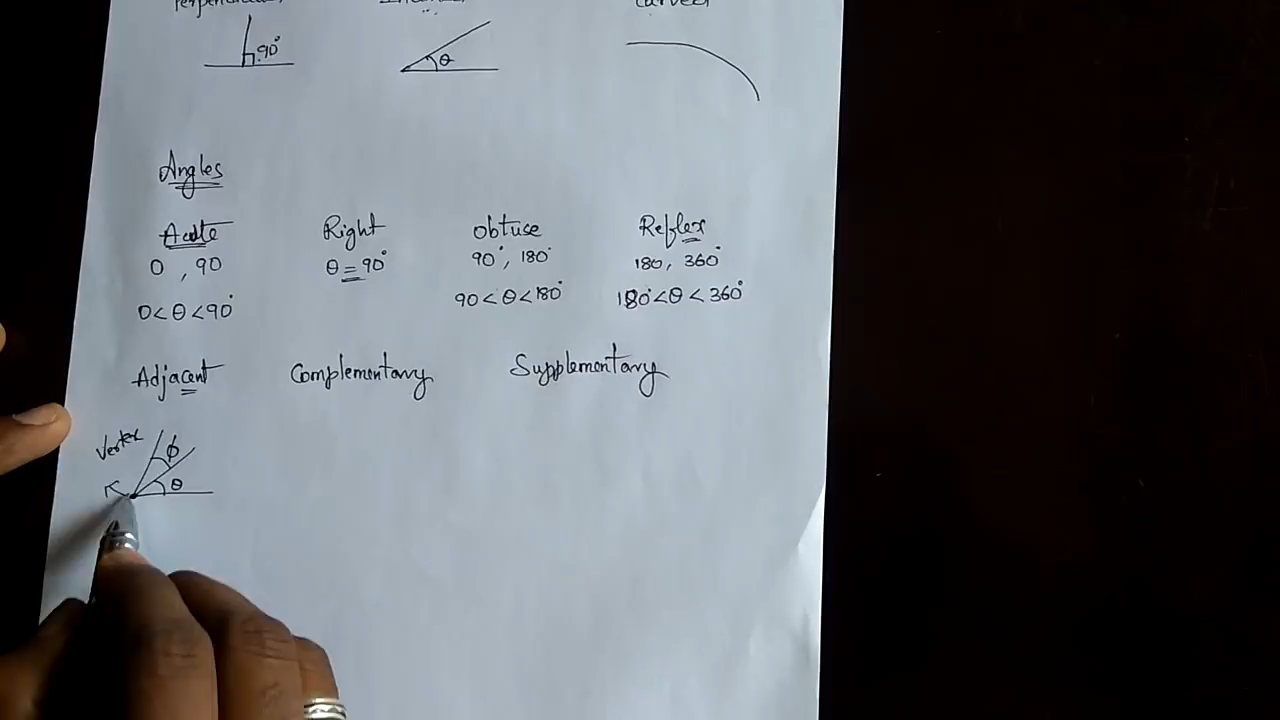 90°
θ
Angles
Acute Right obtuse Reflex
0 , 90 θ = 90° 90°, 180° 180, 360°
0 < θ < 90° 90 < θ < 180° 180° < θ < 360°
Adjacent Complementary Supplementary
Vertex ϕ
θ